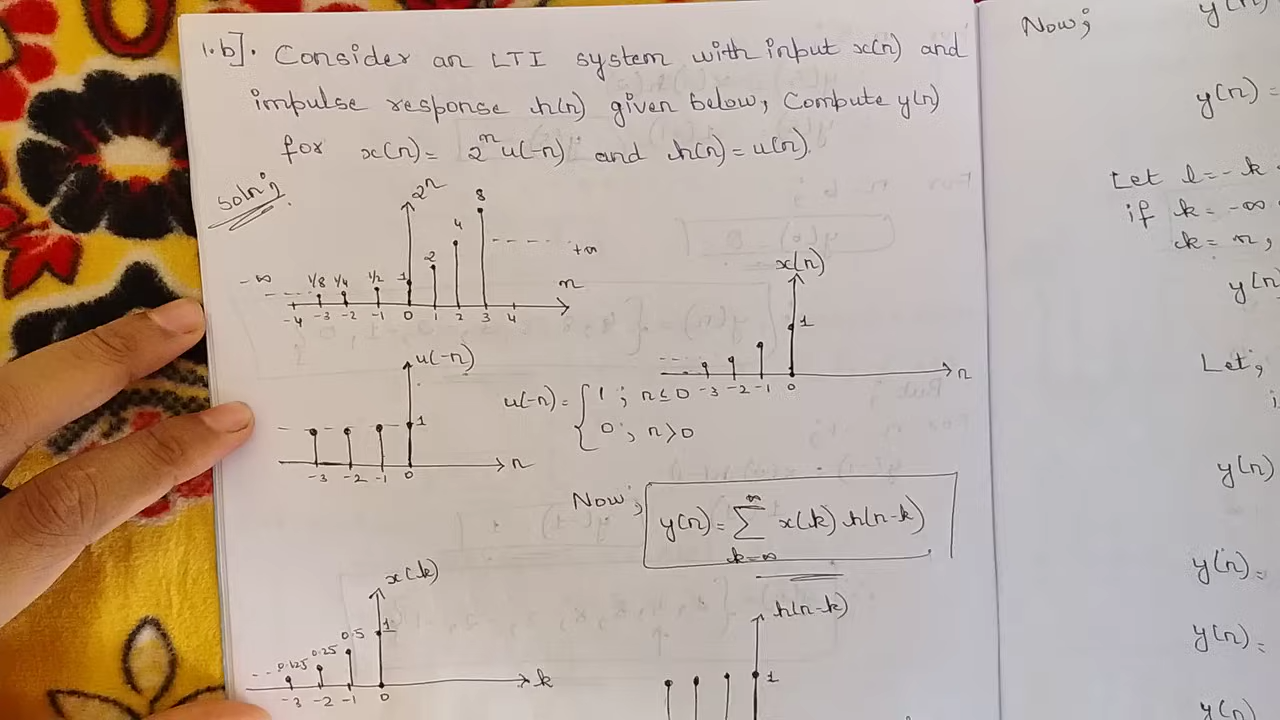 1.b]. Consider an LTI system with input x(n) and
impulse response h(n) given below, Compute y(n)
for x(n)= 2^n u(-n) and h(n)=u(n).
Soln:
2^n
8
4
2
1
1/8 1/4 1/2
-∞
+∞
n
-4 -3 -2 -1 0 1 2 3 4
x(n)
1
-3 -2 -1 0
n
u(-n)
1
-3 -2 -1 0
n
u(-n)= { 1 ; n≤0
0 ; n>0
Now, y(n)= ∑ x(k) h(n-k)
∞
k=-∞
x(k)
1
0.5
0.25
0.125
-3 -2 -1 0
k
h(n-k)
1
Now;
y(n)=
Let l=-k
if k=-∞
k=n,
y(n
Let,
y(n)
y(n)=
y(n)=
y(n)